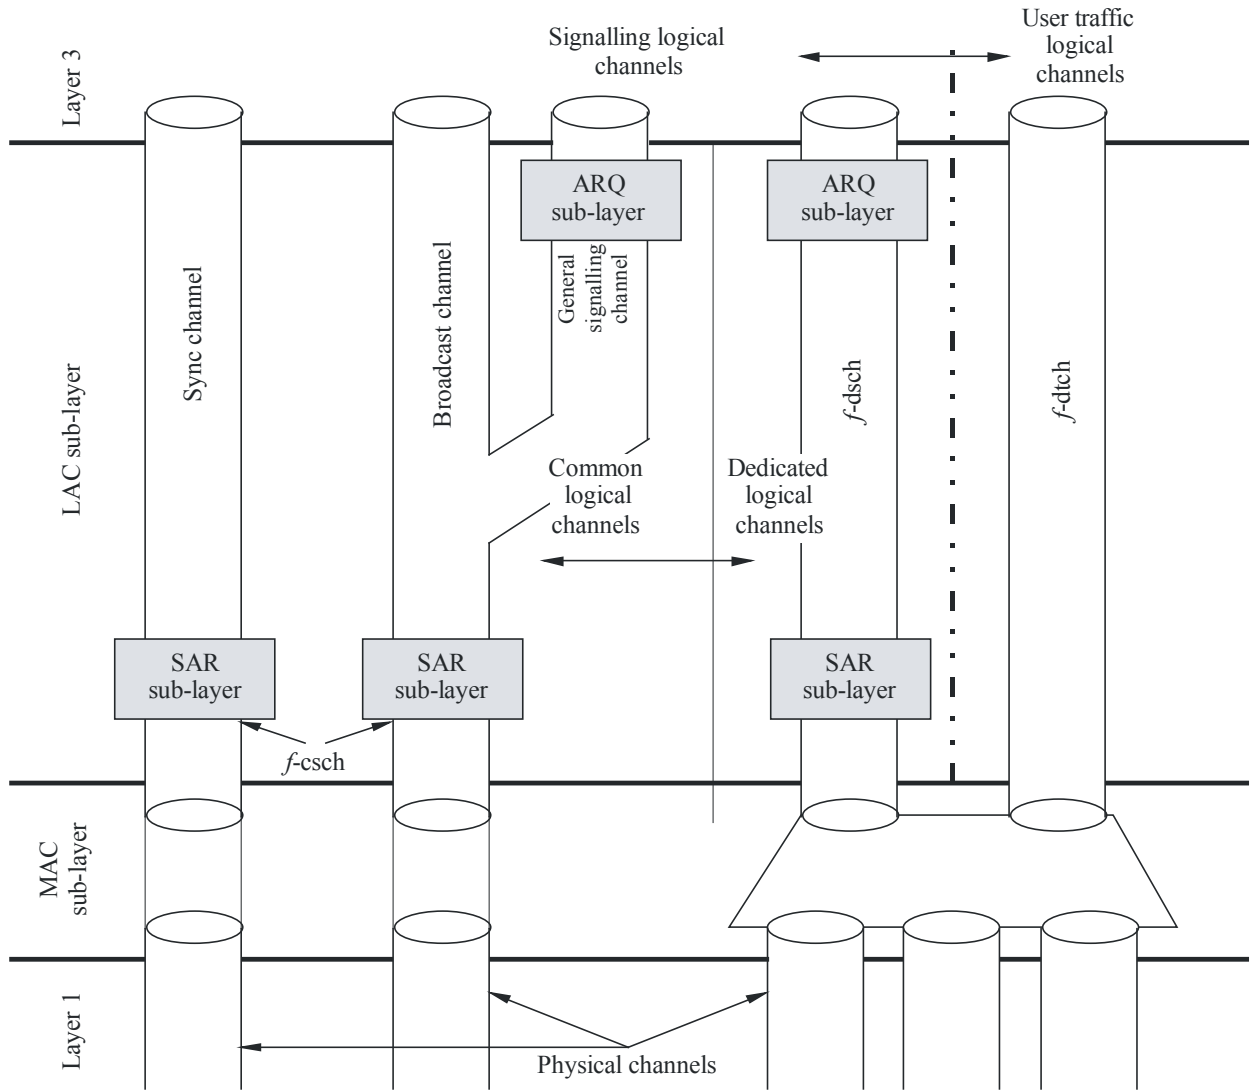 Layer 3
Signalling logical
channels
User traffic
logical
channels
LAC sub-layer
Sync channel
Broadcast channel
ARQ
sub-layer
General
signalling
channel
ARQ
sub-layer
f-dsch
f-dtch
Common
logical
channels
Dedicated
logical
channels
SAR
sub-layer
SAR
sub-layer
SAR
sub-layer
f-csch
MAC
sub-layer
Layer 1
Physical channels